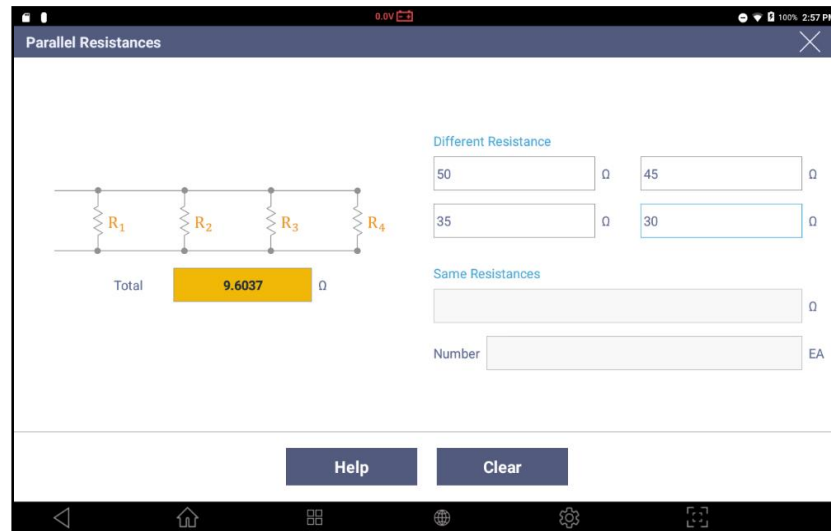 0.0V
100% 2:57 PM
Parallel Resistances
Different Resistance
50 Ω 45 Ω
R1 R2 R3 R4
35 Ω 30 Ω
Total 9.6037 Ω
Same Resistances
Ω
Number EA
Help Clear